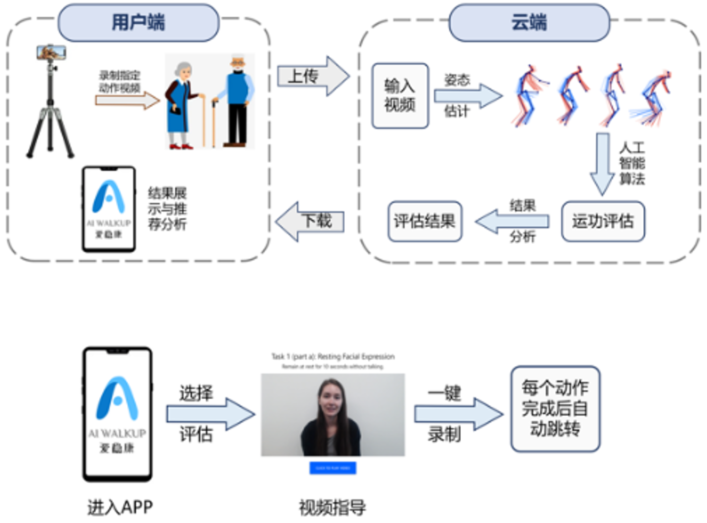 用户端
云端
录制指定
动作视频
上传
输入
视频
姿态
估计
人工
智能
算法
AI WALKUP
爱稳康
结果展
示与推
荐分析
下载
评估结果
结果
分析
运功评估
Task 1 (part a): Resting Facial Expression
Remain at rest for 10 seconds without talking
AI WALKUP
爱稳康
选择
评估
一键
录制
每个动作
完成后自
动跳转
进入APP
视频指导